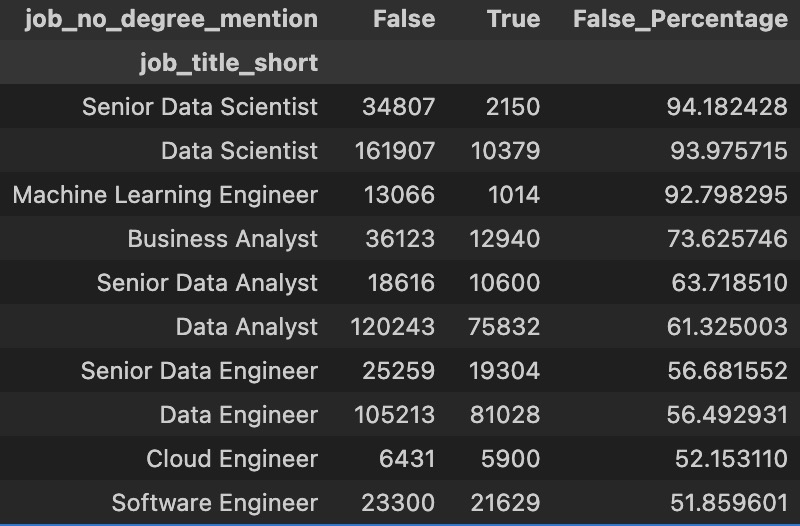 job_no_degree_mention False True False_Percentage
job_title_short
Senior Data Scientist 34807 2150 94.182428
Data Scientist 161907 10379 93.975715
Machine Learning Engineer 13066 1014 92.798295
Business Analyst 36123 12940 73.625746
Senior Data Analyst 18616 10600 63.718510
Data Analyst 120243 75832 61.325003
Senior Data Engineer 25259 19304 56.681552
Data Engineer 105213 81028 56.492931
Cloud Engineer 6431 5900 52.153110
Software Engineer 23300 21629 51.859601